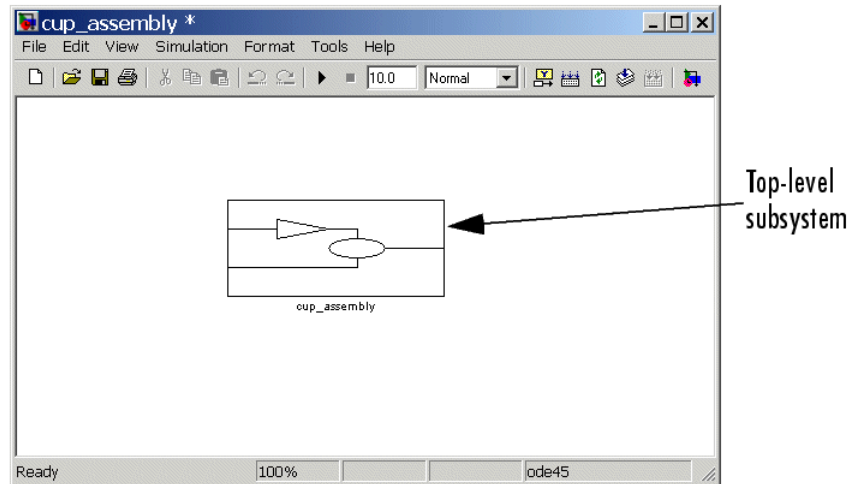 cup_assembly *
File Edit View Simulation Format Tools Help
10.0 Normal
Top-level
subsystem
cup_assembly
Ready 100% ode45